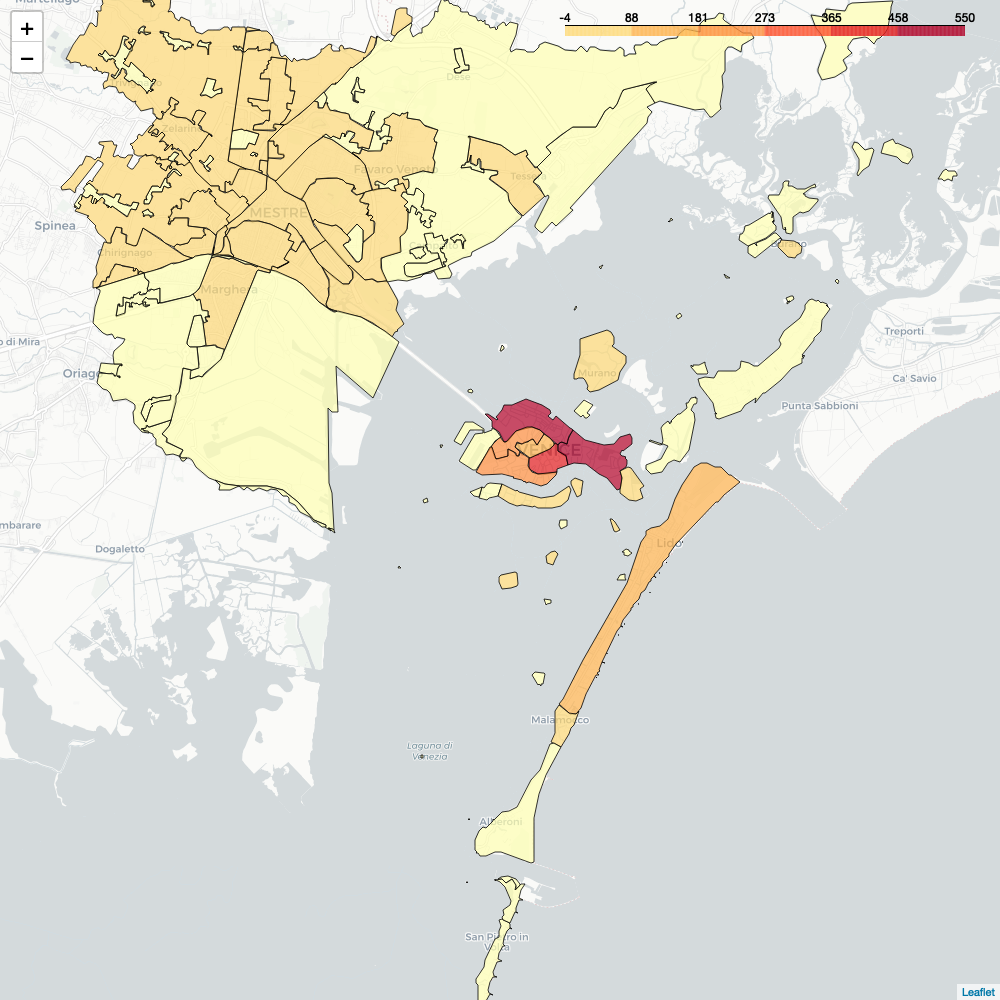 Martellago
+
−
-4 88 181 273 365 458 550
Dese
Zelarino
Favaro Veneto
Tessera
MESTRE
Spinea
Chirignago
Burano
Marghera
Treporti
o di Mira
Oriago
Murano
Ca' Savio
Punta Sabbioni
VENICE
mbarare
Lido
Dogaletto
Malamocco
Laguna di
Venezia
Alberoni
San Pietro in
Volta
Leaflet